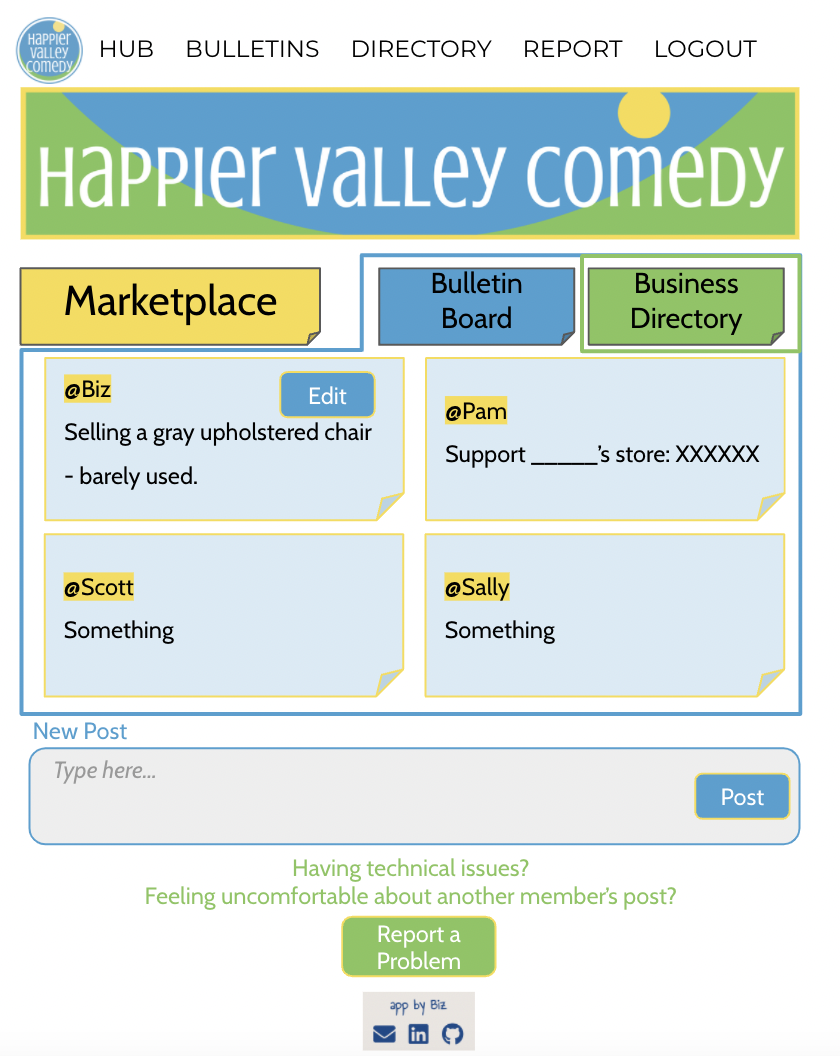 Happier
valley
comedy
HUB BULLETINS DIRECTORY REPORT LOGOUT
Happier valley comedy
Marketplace
Bulletin
Board
Business
Directory
@Biz
Edit
Selling a gray upholstered chair
- barely used.
@Pam
Support _____'s store: XXXXXX
@Scott
Something
@Sally
Something
New Post
Type here...
Post
Having technical issues?
Feeling uncomfortable about another member's post?
Report a
Problem
app by Biz
in